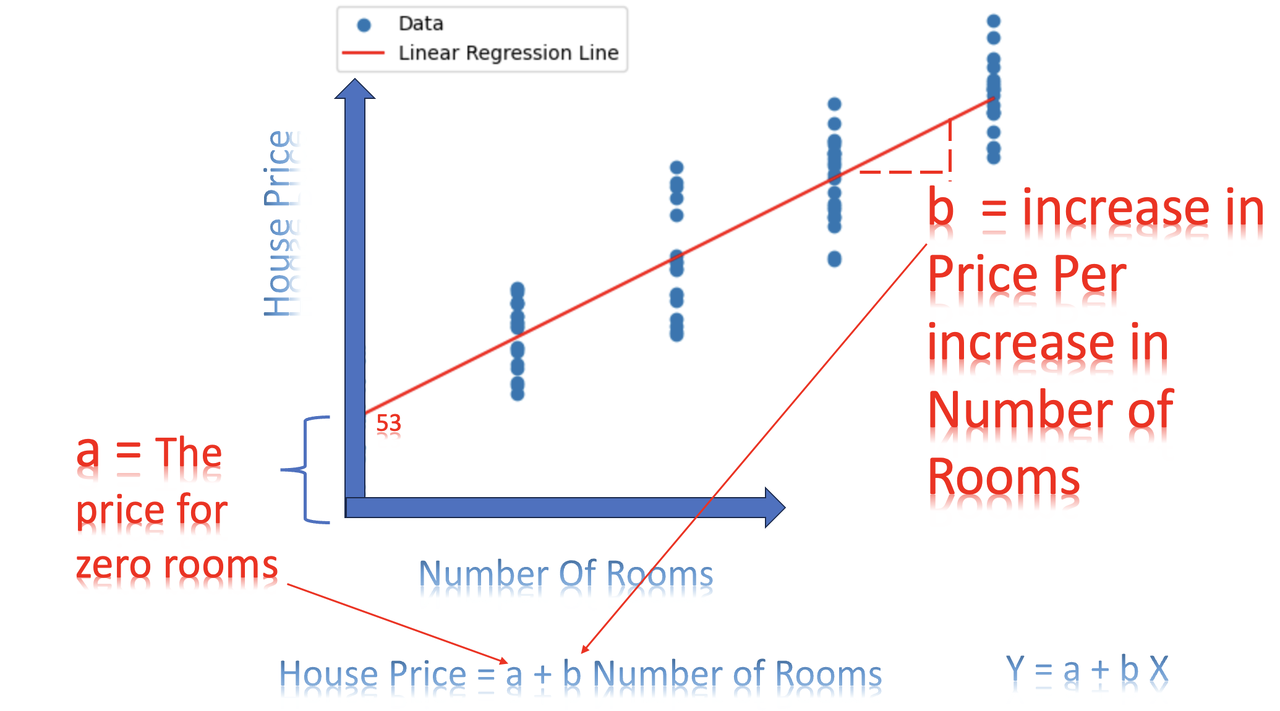 Data
Linear Regression Line
House Price
53
b = increase in
Price Per
increase in
Number of
Rooms
a = The
price for
zero rooms
Number Of Rooms
House Price = a + b Number of Rooms
Y = a + b X